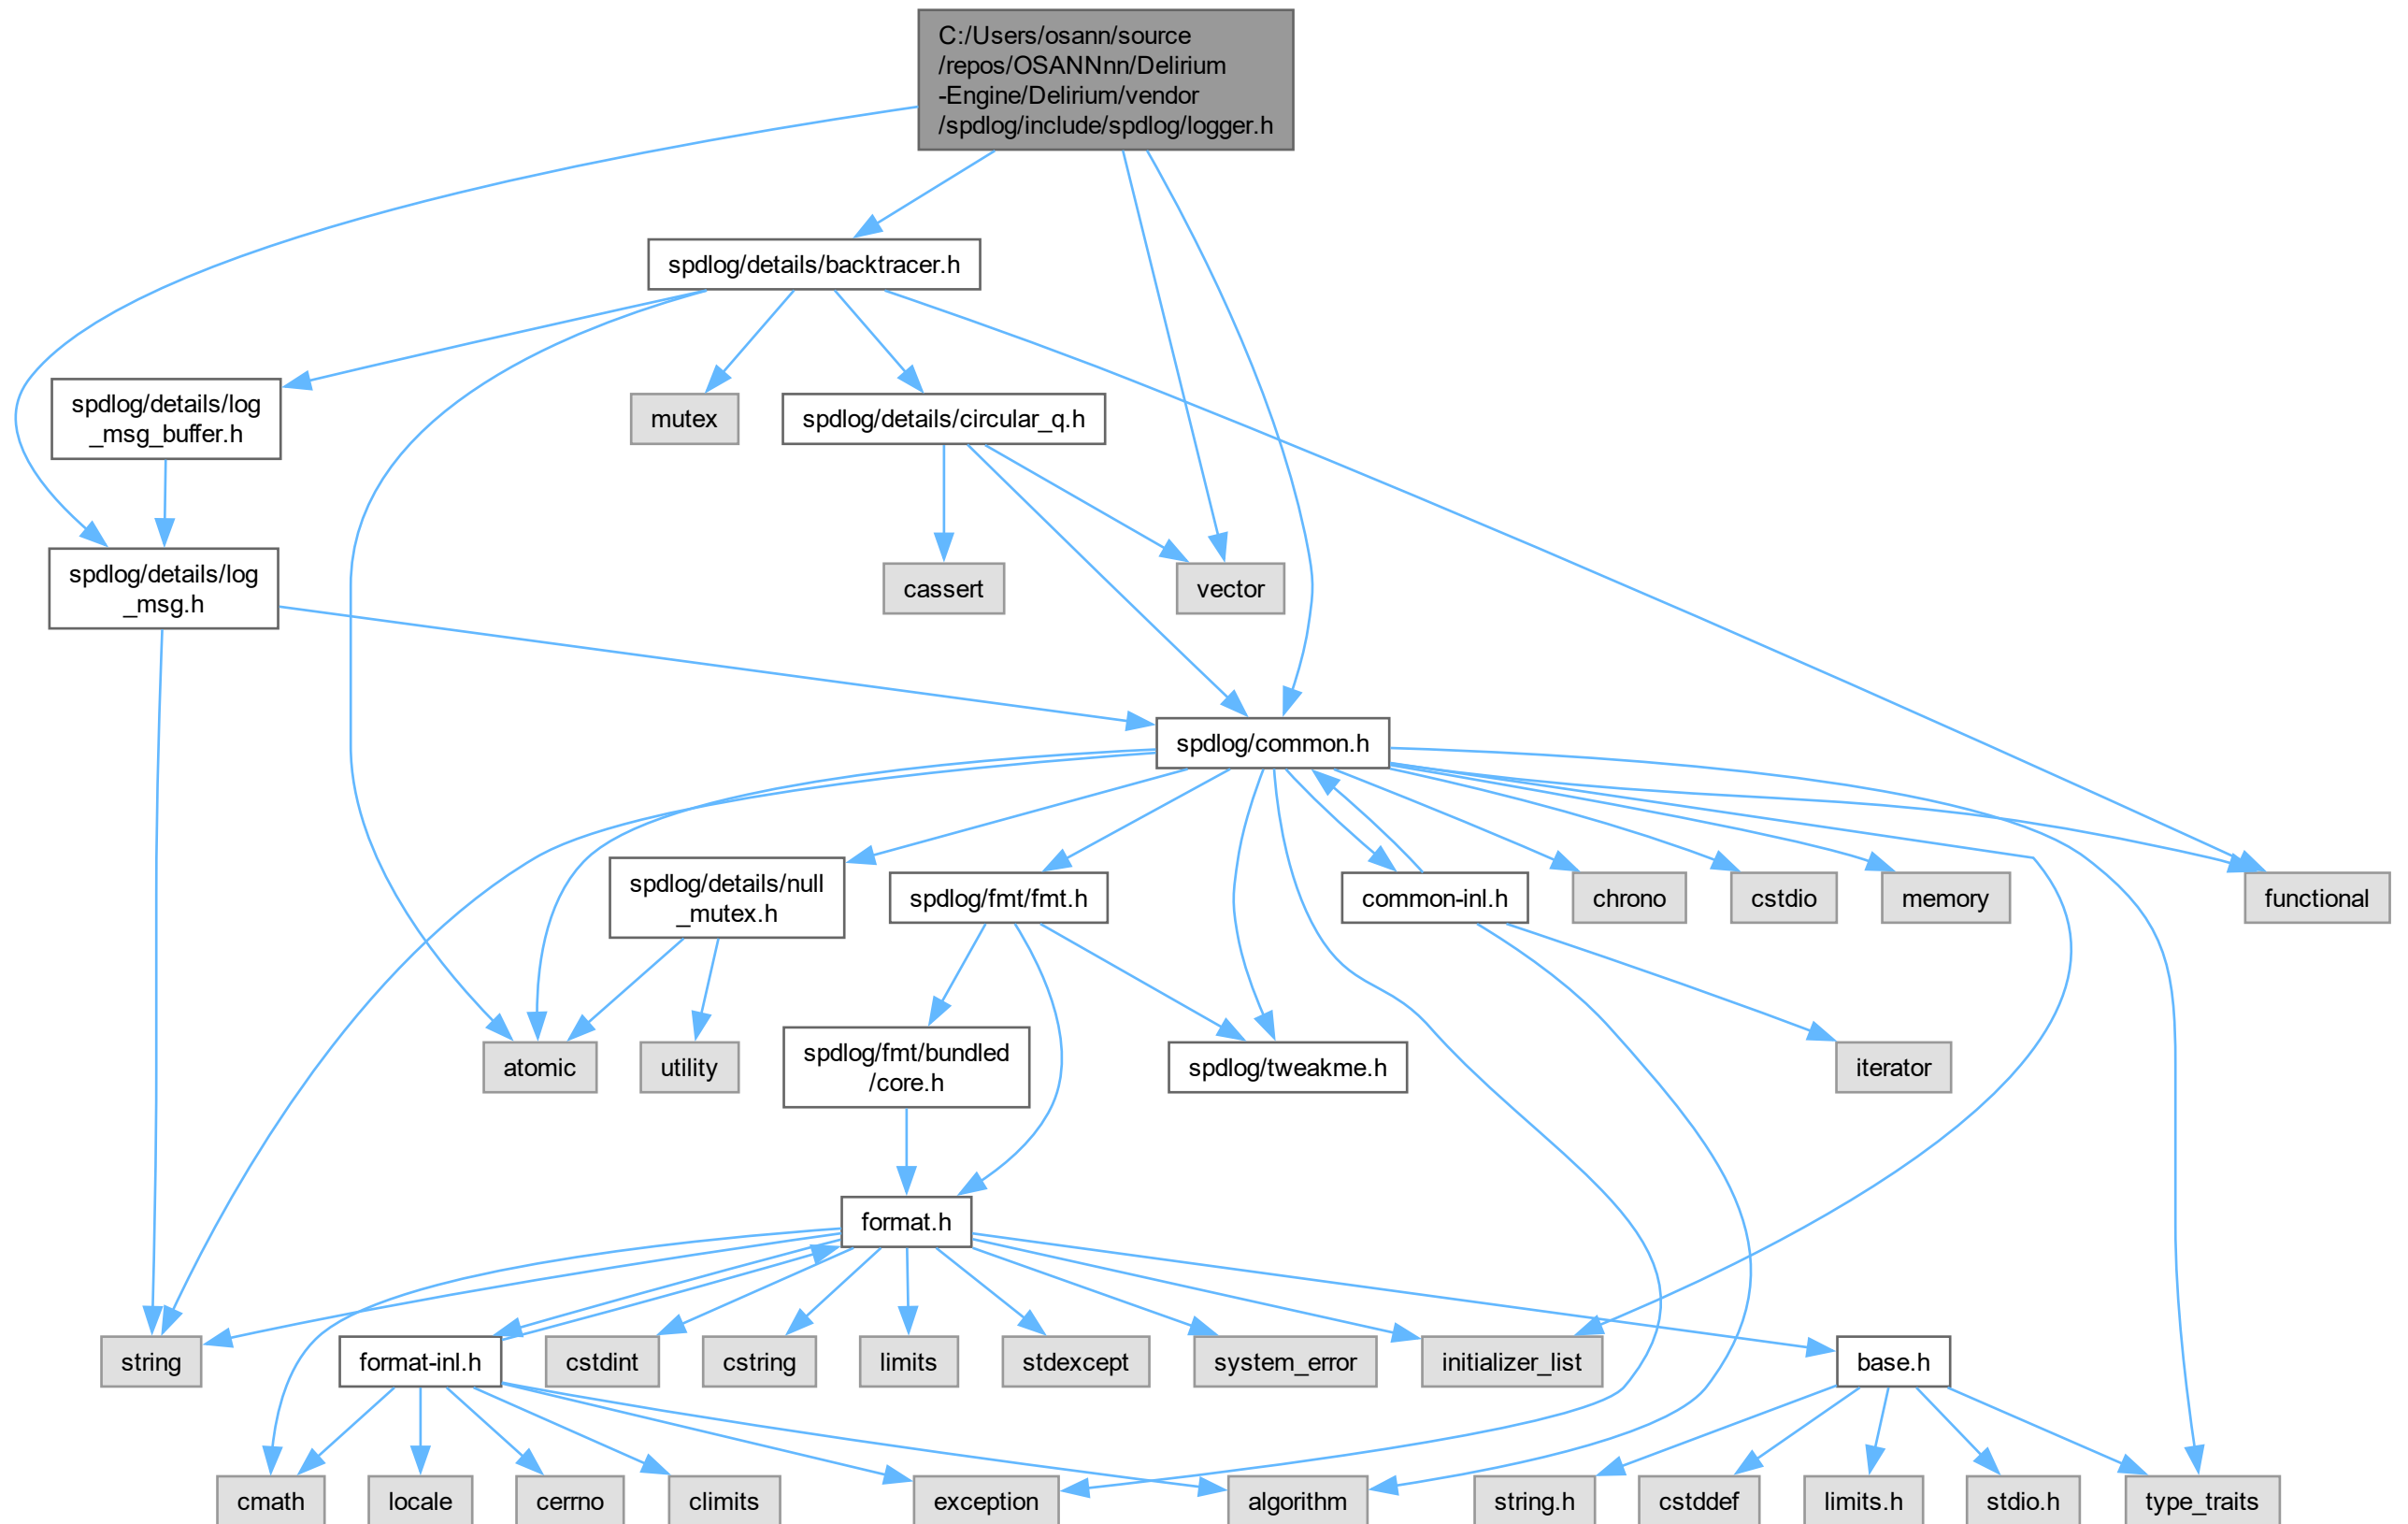 C:/Users/osann/source
/repos/OSANNnn/Delirium
-Engine/Delirium/vendor
/spdlog/include/spdlog/logger.h
spdlog/details/backtracer.h
spdlog/details/log
_msg_buffer.h
mutex
spdlog/details/circular_q.h
spdlog/details/log
_msg.h
cassert
vector
spdlog/common.h
spdlog/details/null
_mutex.h
spdlog/fmt/fmt.h
common-inl.h
chrono
cstdio
memory
functional
atomic
utility
spdlog/fmt/bundled
/core.h
spdlog/tweakme.h
iterator
format.h
string
format-inl.h
cstdint
cstring
limits
stdexcept
system_error
initializer_list
base.h
cmath
locale
cerrno
climits
exception
algorithm
string.h
cstddef
limits.h
stdio.h
type_traits